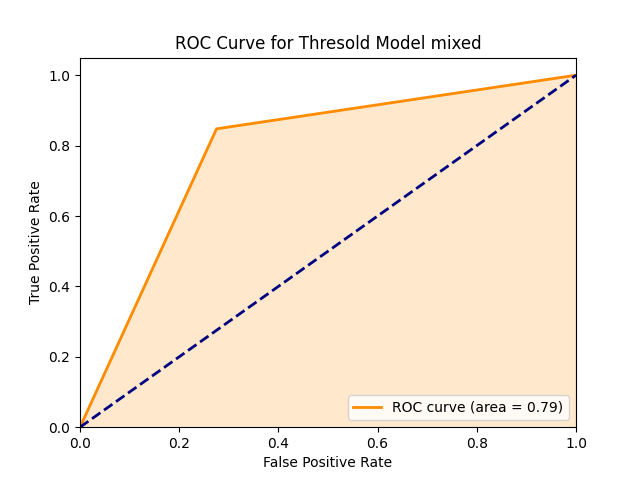 ROC Curve for Thresold Model mixed
True Positive Rate
1.0
0.8
0.6
0.4
0.2
0.0
0.0 0.2 0.4 0.6 0.8 1.0
False Positive Rate
ROC curve (area = 0.79)